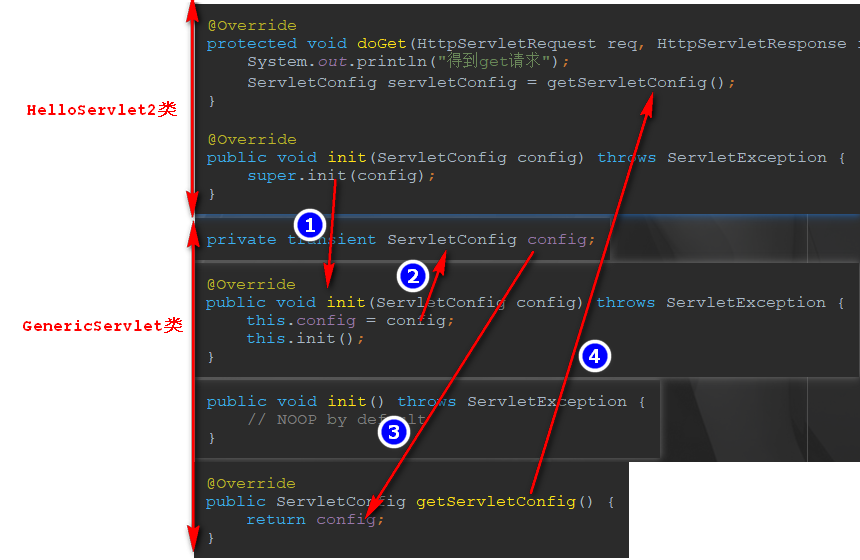 @Override
protected void doGet(HttpServletRequest req, HttpServletResponse
System.out.println("得到get请求");
ServletConfig servletConfig = getServletConfig();
}
@Override
public void init(ServletConfig config) throws ServletException {
super.init(config);
}
HelloServlet2类
1
private transient ServletConfig config;
2
@Override
public void init(ServletConfig config) throws ServletException {
this.config = config;
this.init();
}
GenericServlet类
4
public void init() throws ServletException {
// NOOP by default
}
3
@Override
public ServletConfig getServletConfig() {
return config;
}